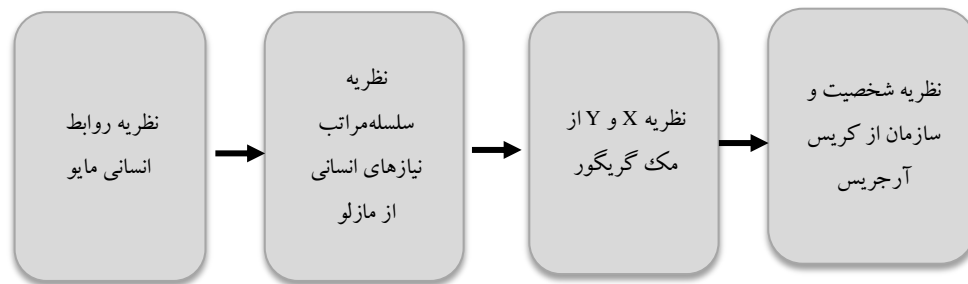 نظریه روابط
انسانی مایو
نظریه
سلسله‌مراتب
نیازهای انسانی
از مازلو
نظریه X و Y از
مک گریگور
نظریه شخصیت و
سازمان از کریس
آرجریس